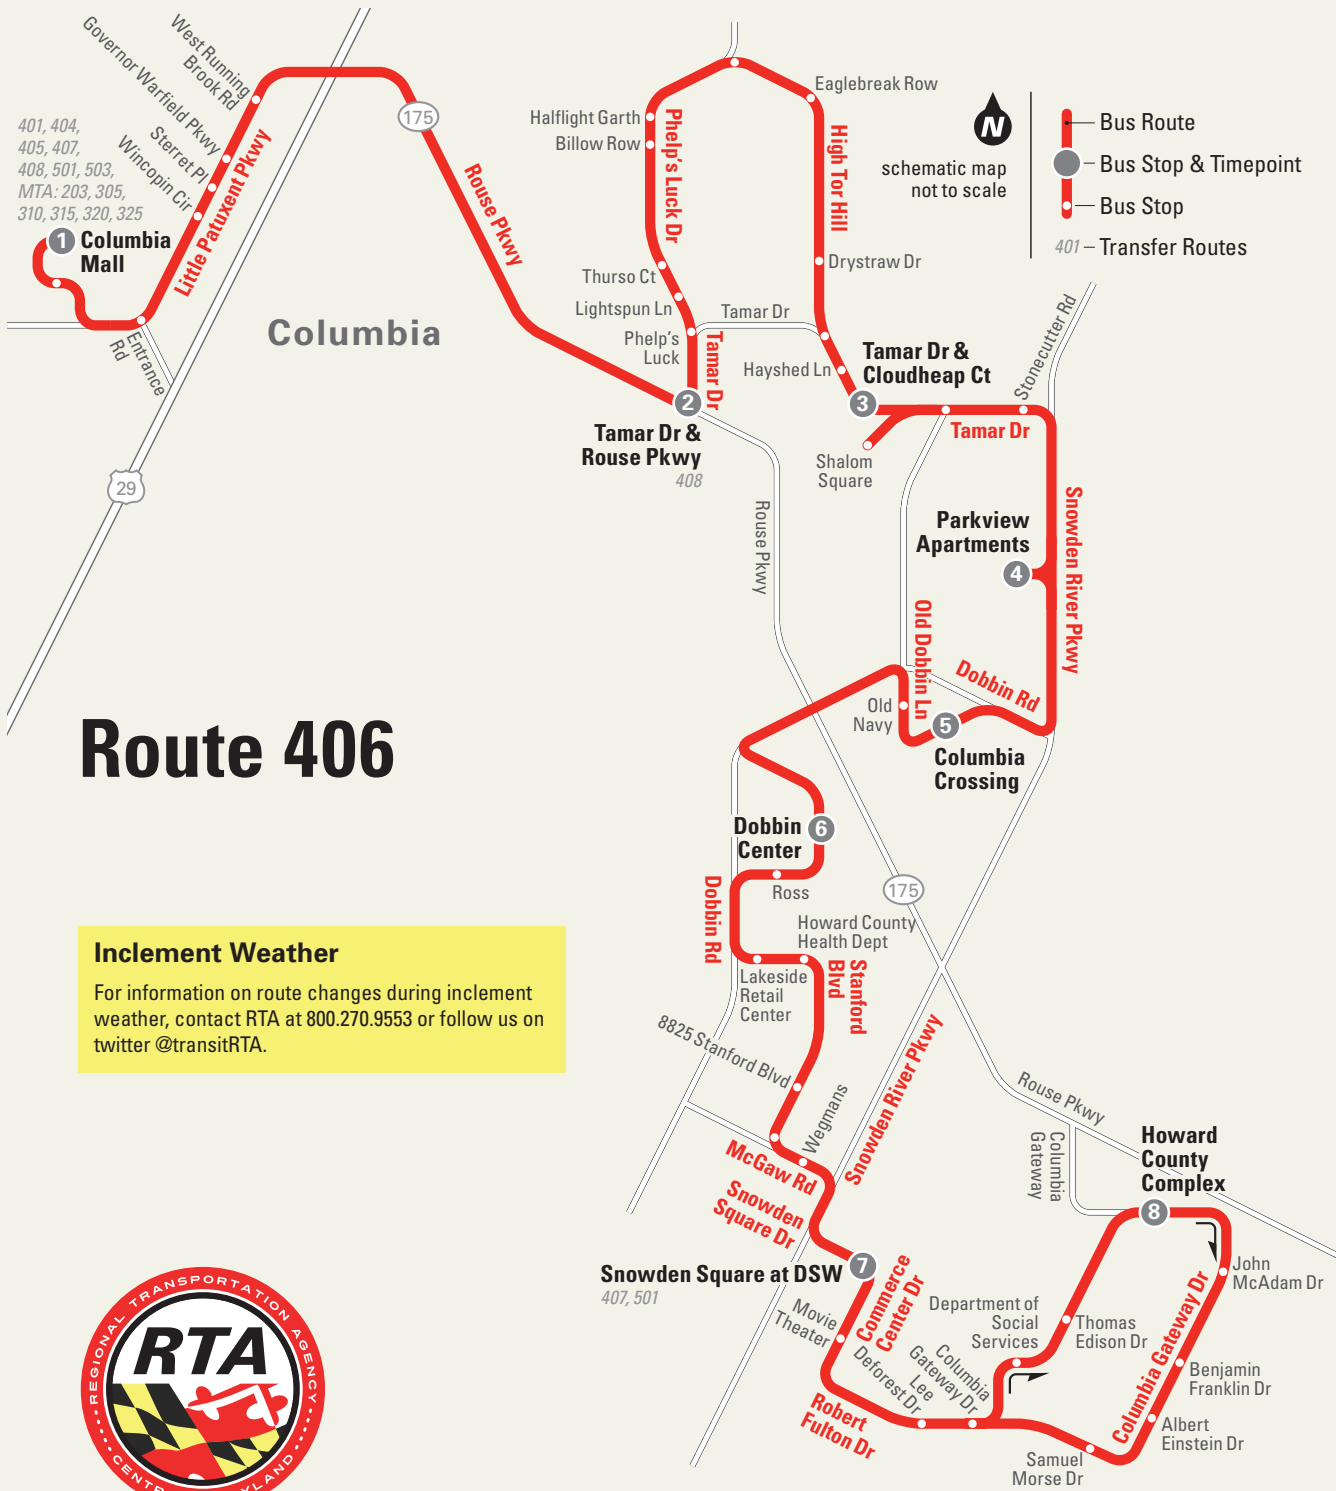 West Running
Brook Rd
Governor Warfield Pkwy
Sterret Pl
Wincopin Cir
401, 404,
405, 407,
408, 501, 503,
MTA: 203, 305,
310, 315, 320, 325
1
Columbia
Mall
Entrance
Rd
Little Patuxent Pkwy
175
Rouse Pkwy
Columbia
29
Halflight Garth
Billow Row
Phelp's Luck Dr
Thurso Ct
Lightspun Ln
Phelp's
Luck
Tamar Dr
Tamar Dr
Eaglebreak Row
High Tor Hill
Drystraw Dr
Hayshed Ln
N
schematic map
not to scale
Bus Route
Bus Stop & Timepoint
Bus Stop
401
Transfer Routes
2
Tamar Dr &
Rouse Pkwy
408
3
Tamar Dr &
Cloudheap Ct
Shalom
Square
Tamar Dr
Stonecutter Rd
Rouse Pkwy
Parkview
Apartments
4
Snowden River Pkwy
Old Dobbin Ln
Dobbin Rd
Old
Navy
5
Columbia
Crossing
Route 406
Dobbin
Center
6
Ross
Dobbin Rd
175
Howard County
Health Dept
Lakeside
Retail
Center
Stanford
Blvd
8825 Stanford Blvd
Wegmans
McGaw Rd
Snowden River Pkwy
Snowden
Square Dr
Inclement Weather
For information on route changes during inclement
weather, contact RTA at 800.270.9553 or follow us on
twitter @transitRTA.
Rouse Pkwy
Columbia
Gateway
Howard
County
Complex
8
Snowden Square at DSW
407, 501
7
Commerce
Center Dr
Movie
Theater
Deforest Dr
Lee
Columbia
Gateway Dr
Robert
Fulton Dr
Department of
Social
Services
Thomas
Edison Dr
John
McAdam Dr
Columbia Gateway Dr
Benjamin
Franklin Dr
Albert
Einstein Dr
Samuel
Morse Dr
REGIONAL TRANSPORTATION AGENCY
RTA